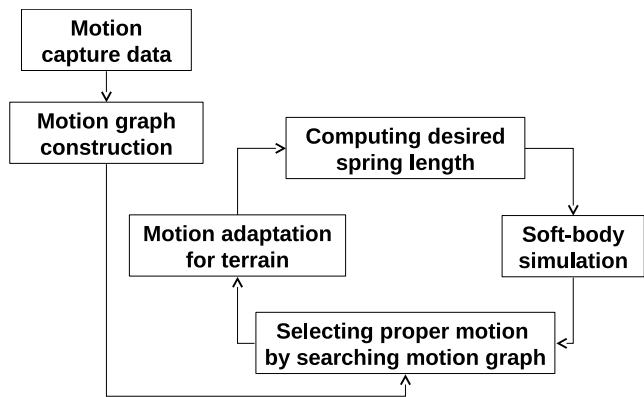 Motion
capture data
Motion graph
construction
Computing desired
spring length
Motion adaptation
for terrain
Soft-body
simulation
Selecting proper motion
by searching motion graph